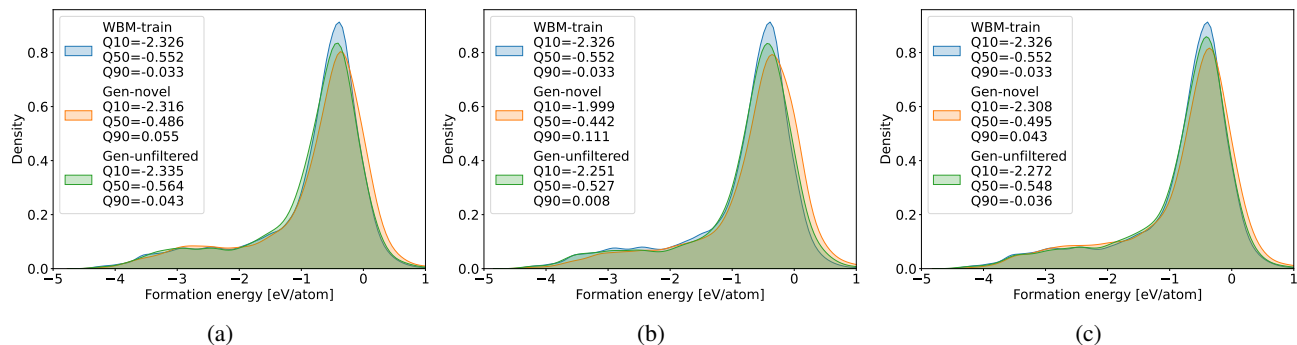 WBM-train
Q10=-2.326
Q50=-0.552
Q90=-0.033
Gen-novel
Q10=-2.316
Q50=-0.486
Q90=0.055
Gen-unfiltered
Q10=-2.335
Q50=-0.564
Q90=-0.043
Density
0.0
0.2
0.4
0.6
0.8
−5 −4 −3 −2 −1 0 1
Formation energy [eV/atom]
(a)
WBM-train
Q10=-2.326
Q50=-0.552
Q90=-0.033
Gen-novel
Q10=-1.999
Q50=-0.442
Q90=0.111
Gen-unfiltered
Q10=-2.251
Q50=-0.527
Q90=0.008
Density
0.0
0.2
0.4
0.6
0.8
−5 −4 −3 −2 −1 0 1
Formation energy [eV/atom]
(b)
WBM-train
Q10=-2.326
Q50=-0.552
Q90=-0.033
Gen-novel
Q10=-2.308
Q50=-0.495
Q90=0.043
Gen-unfiltered
Q10=-2.272
Q50=-0.548
Q90=-0.036
Density
0.0
0.2
0.4
0.6
0.8
−5 −4 −3 −2 −1 0 1
Formation energy [eV/atom]
(c)